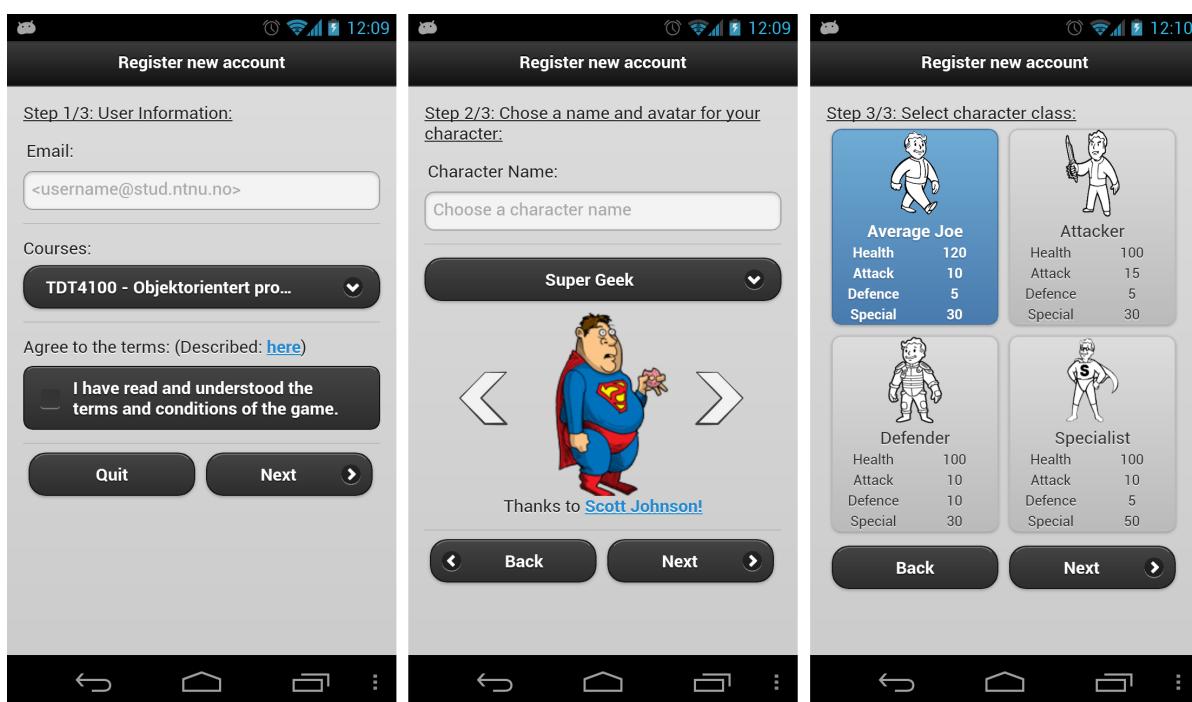 12:09
Register new account
Step 1/3: User Information:
Email:
<username@stud.ntnu.no>
Courses:
TDT4100 - Objektorientert pro...
Agree to the terms: (Described: here)
I have read and understood the
terms and conditions of the game.
Quit
Next
12:09
Register new account
Step 2/3: Chose a name and avatar for your
character:
Character Name:
Choose a character name
Super Geek
S
Thanks to Scott Johnson!
Back
Next
12:10
Register new account
Step 3/3: Select character class:
Average Joe
Health 120
Attack 10
Defence 5
Special 30
Attacker
Health 100
Attack 15
Defence 5
Special 30
Defender
Health 100
Attack 10
Defence 10
Special 30
S
Specialist
Health 100
Attack 10
Defence 5
Special 50
Back
Next